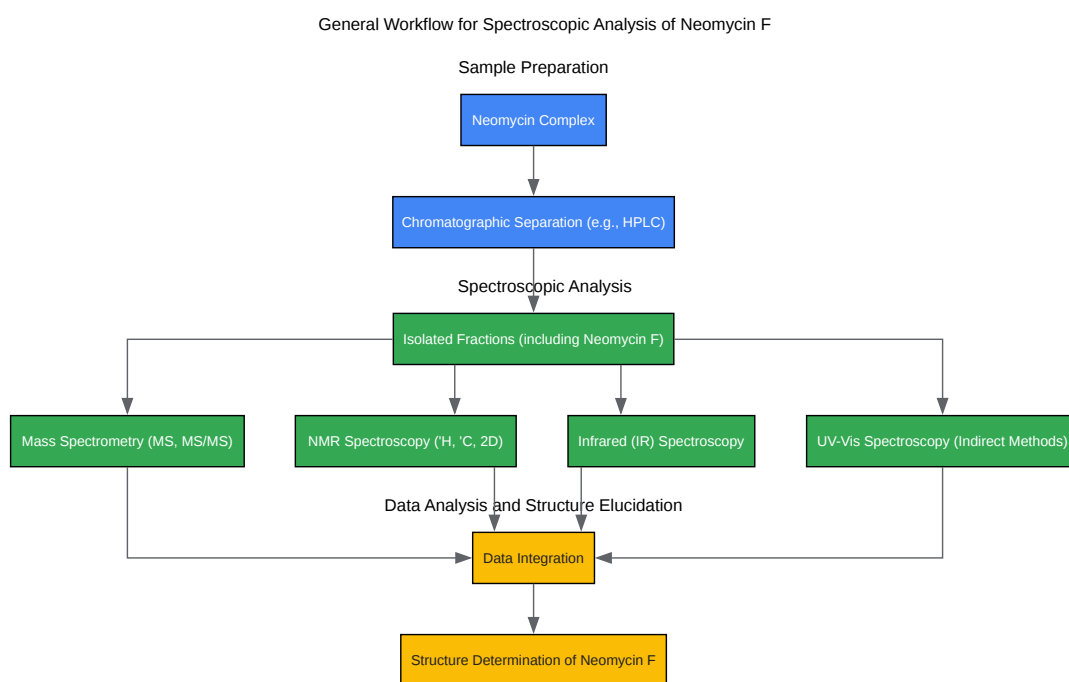 General Workflow for Spectroscopic Analysis of Neomycin F
Sample Preparation
Neomycin Complex
Chromatographic Separation (e.g., HPLC)
Spectroscopic Analysis
Isolated Fractions (including Neomycin F)
Mass Spectrometry (MS, MS/MS)
NMR Spectroscopy ('H, 'C, 2D)
Infrared (IR) Spectroscopy
UV-Vis Spectroscopy (Indirect Methods)
Data Analysis and Structure Elucidation
Data Integration
Structure Determination of Neomycin F